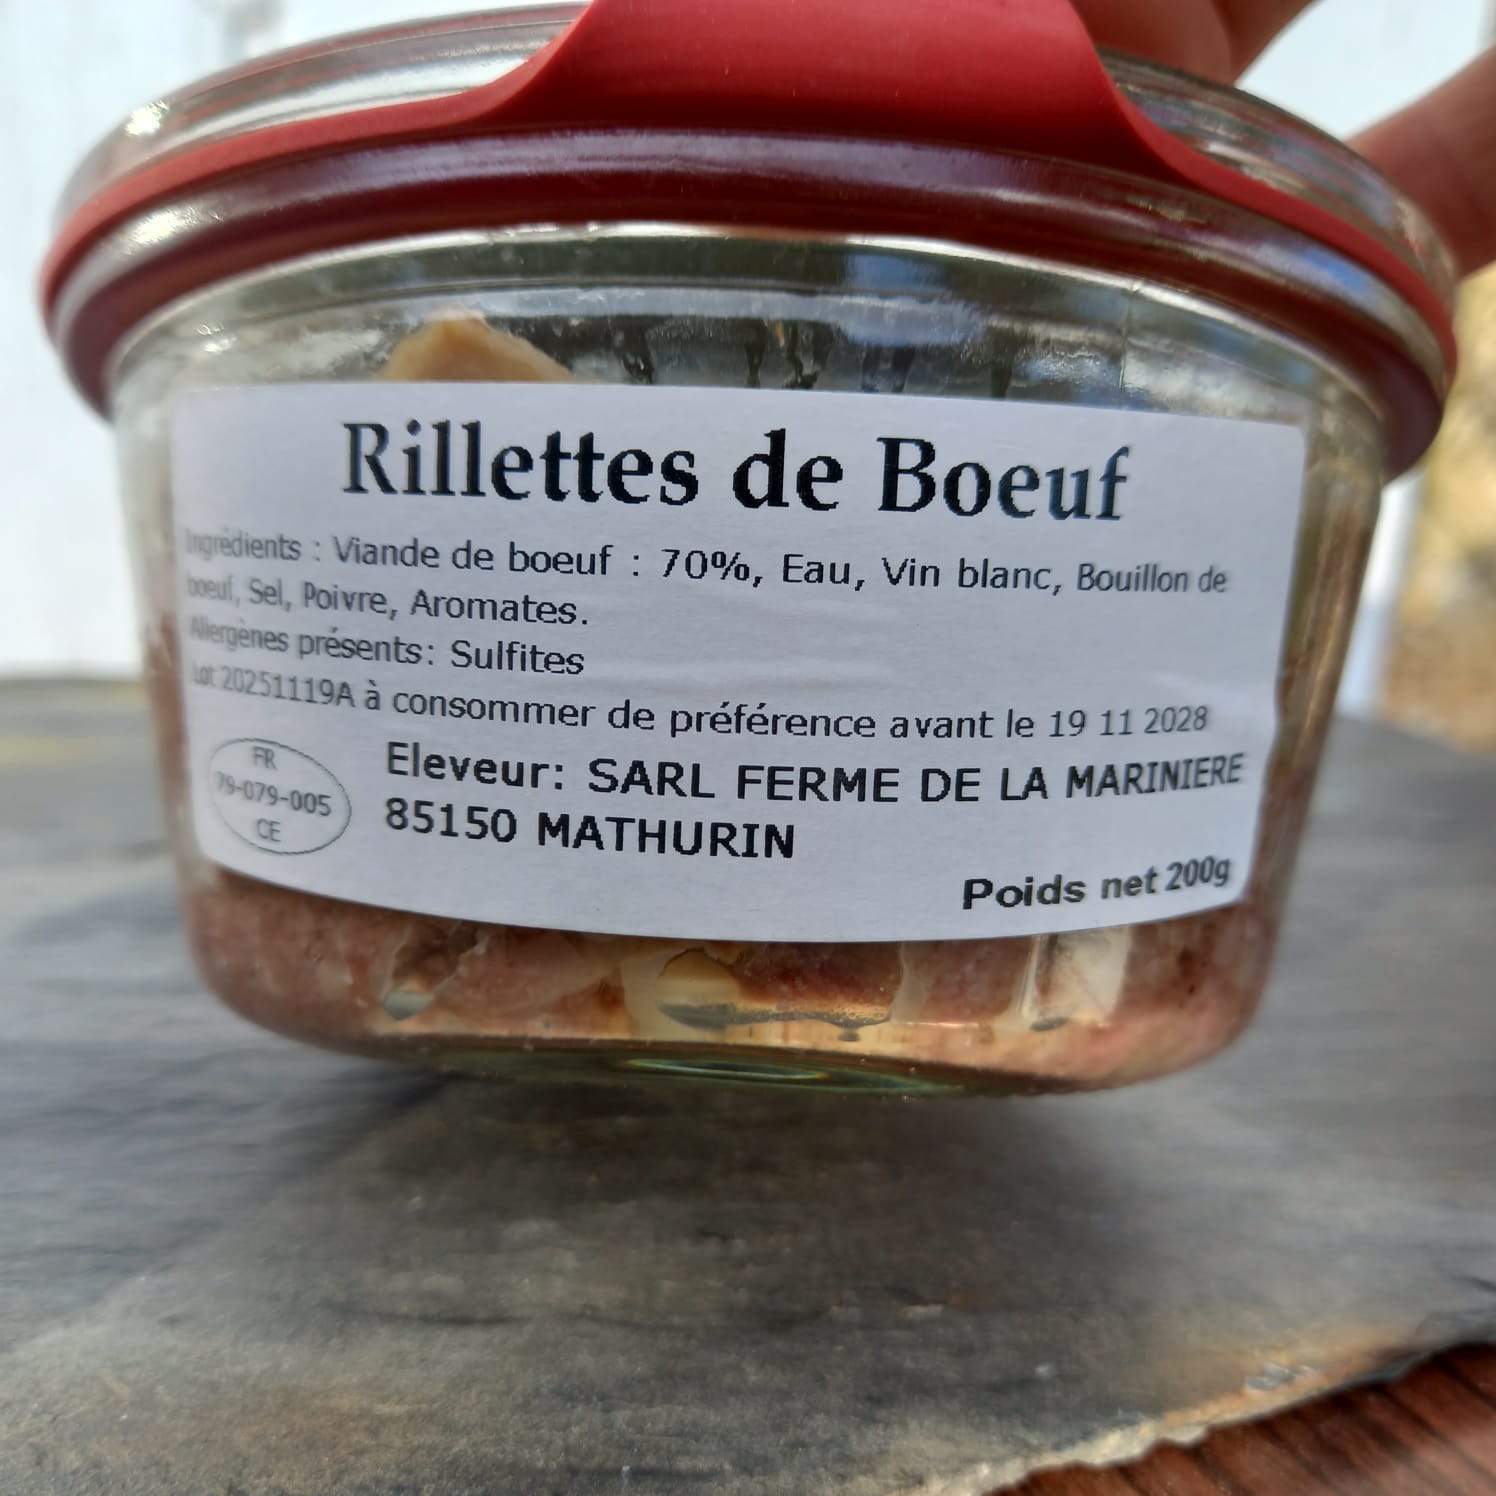 Rillettes de Boeuf
Ingrédients : Viande de boeuf : 70%, Eau, Vin blanc, Bouillon de
boeuf, Sel, Poivre, Aromates.
Allergènes présents: Sulfites
Lot 20251119A à consommer de préférence avant le 19 11 2028
FR
79-079-005
CE
Eleveur: SARL FERME DE LA MARINIERE
85150 MATHURIN
Poids net 200g